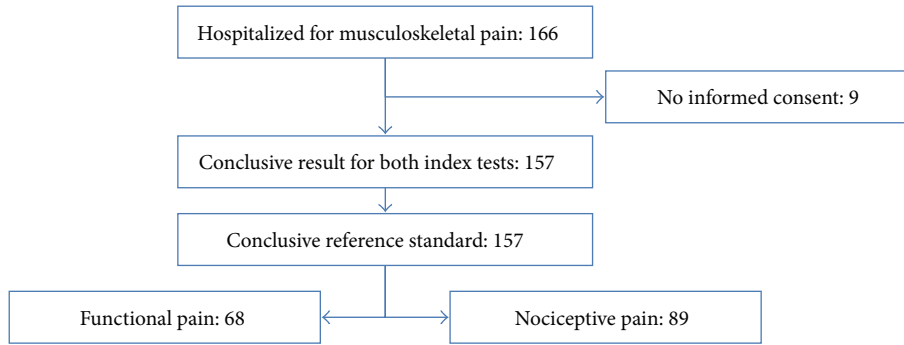 Hospitalized for musculoskeletal pain: 166
No informed consent: 9
Conclusive result for both index tests: 157
Conclusive reference standard: 157
Functional pain: 68
Nociceptive pain: 89